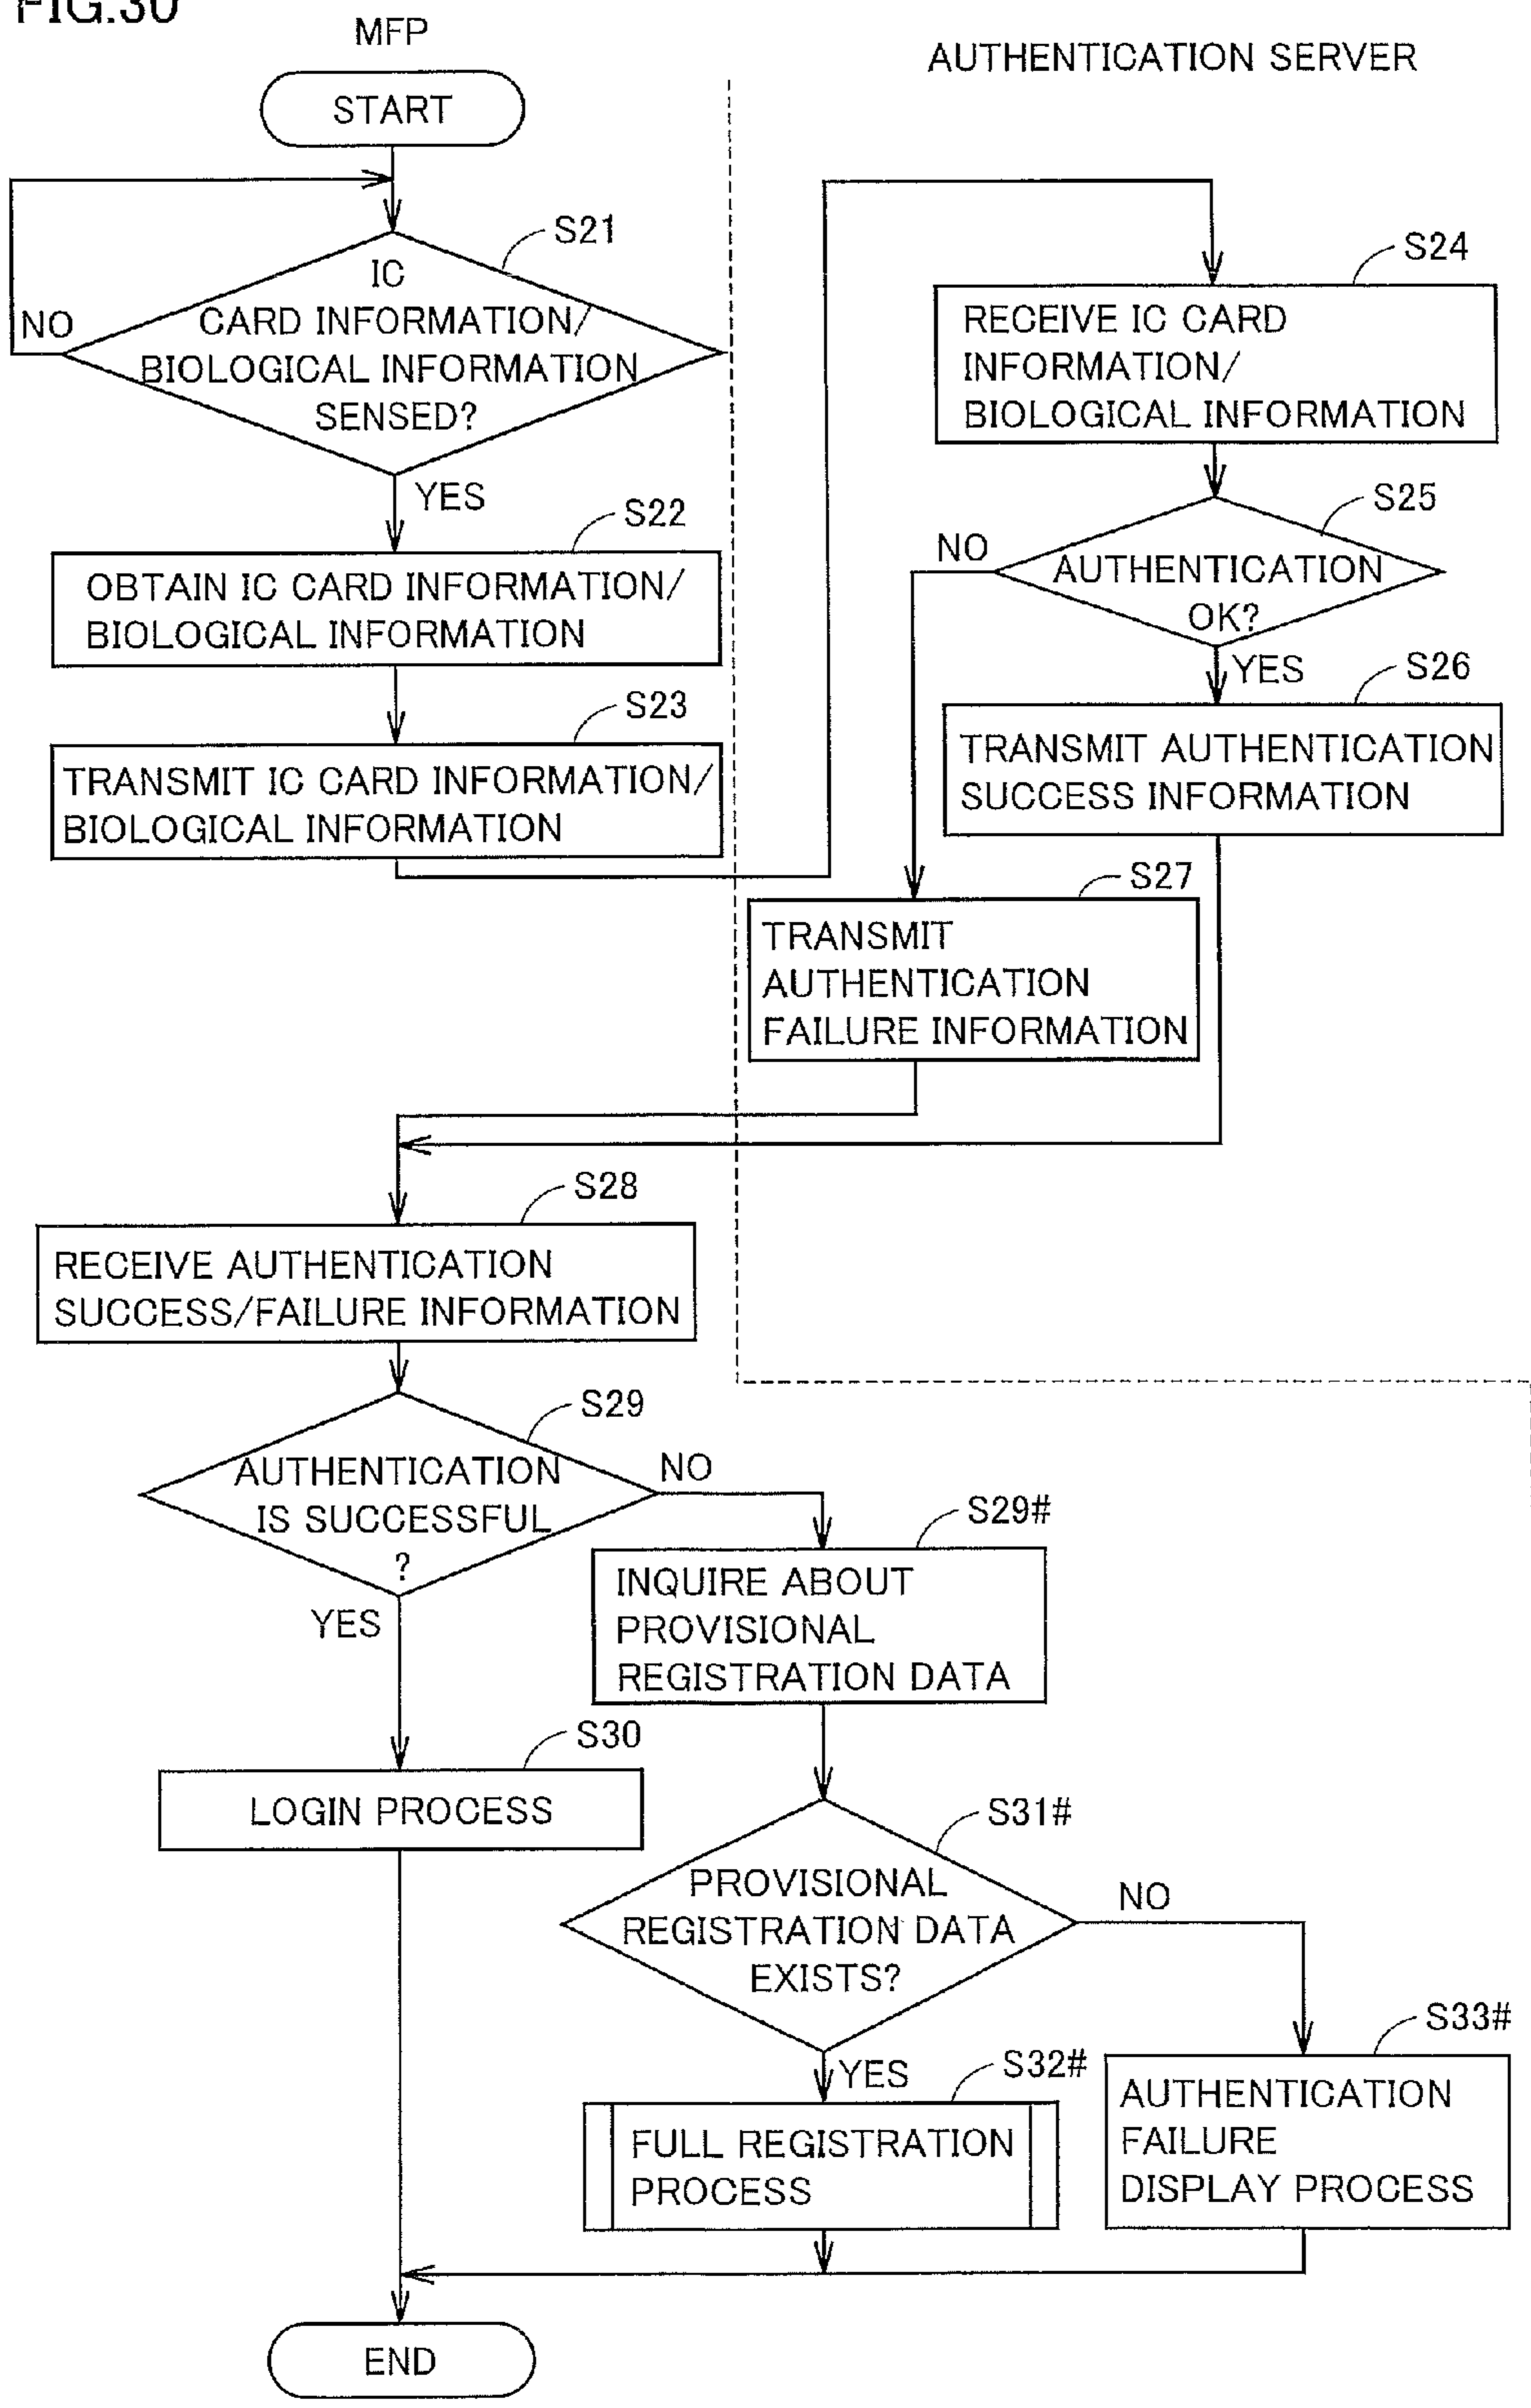 FIG.30
MFP
AUTHENTICATION SERVER
START
S21
IC
CARD INFORMATION/
BIOLOGICAL INFORMATION
SENSED?
NO
YES
S22
OBTAIN IC CARD INFORMATION/
BIOLOGICAL INFORMATION
S23
TRANSMIT IC CARD INFORMATION/
BIOLOGICAL INFORMATION
S24
RECEIVE IC CARD
INFORMATION/
BIOLOGICAL INFORMATION
S25
NO
AUTHENTICATION
OK?
YES
S26
TRANSMIT AUTHENTICATION
SUCCESS INFORMATION
S27
TRANSMIT
AUTHENTICATION
FAILURE INFORMATION
S28
RECEIVE AUTHENTICATION
SUCCESS/FAILURE INFORMATION
S29
AUTHENTICATION
IS SUCCESSFUL
?
NO
YES
S29#
INQUIRE ABOUT
PROVISIONAL
REGISTRATION DATA
S30
LOGIN PROCESS
S31#
PROVISIONAL
REGISTRATION DATA
EXISTS?
NO
YES
S32#
FULL REGISTRATION
PROCESS
S33#
AUTHENTICATION
FAILURE
DISPLAY PROCESS
END